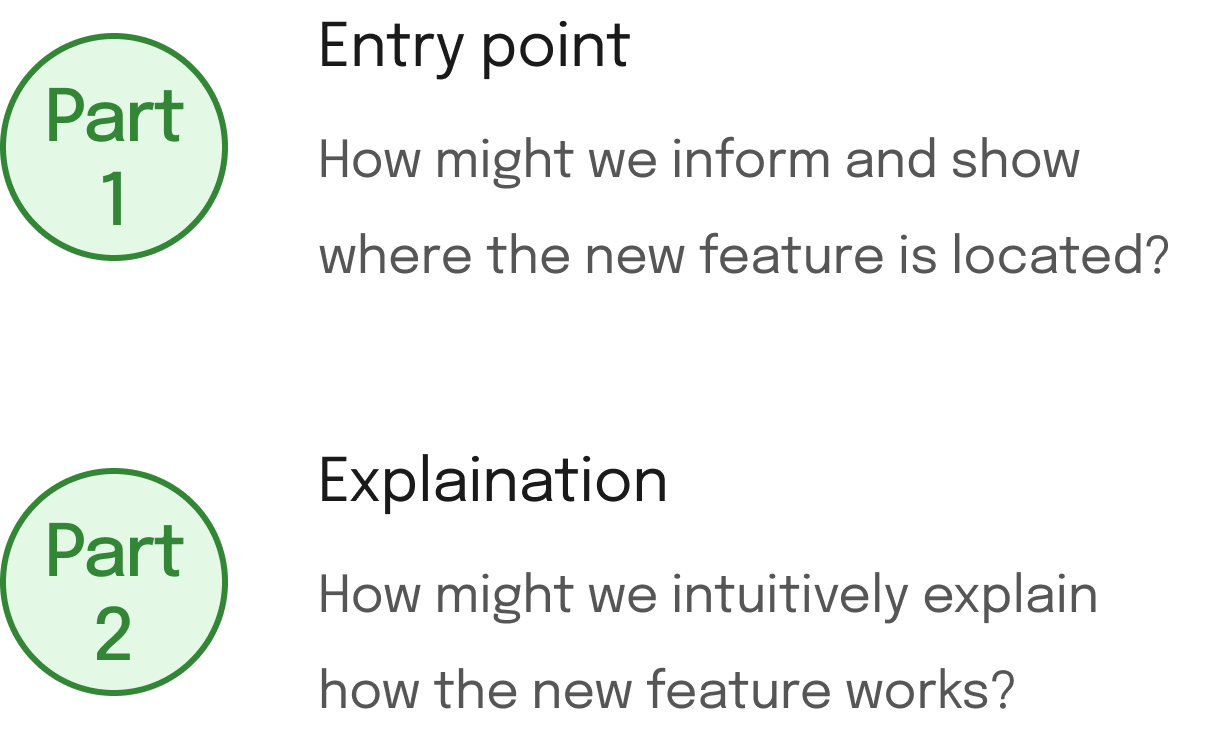 Part
1
Entry point
How might we inform and show
where the new feature is located?
Part
2
Explaination
How might we intuitively explain
how the new feature works?